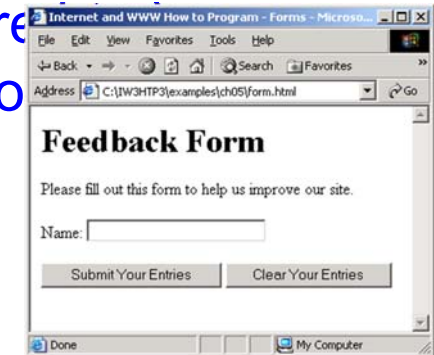 Internet and WWW How to Program - Forms - Microso...
File Edit View Favorites Tools Help
Back Search Favorites »
Address C:\IW3HTP3\examples\ch05\form.html Go
Feedback Form
Please fill out this form to help us improve our site.
Name:
Submit Your Entries Clear Your Entries
Done My Computer